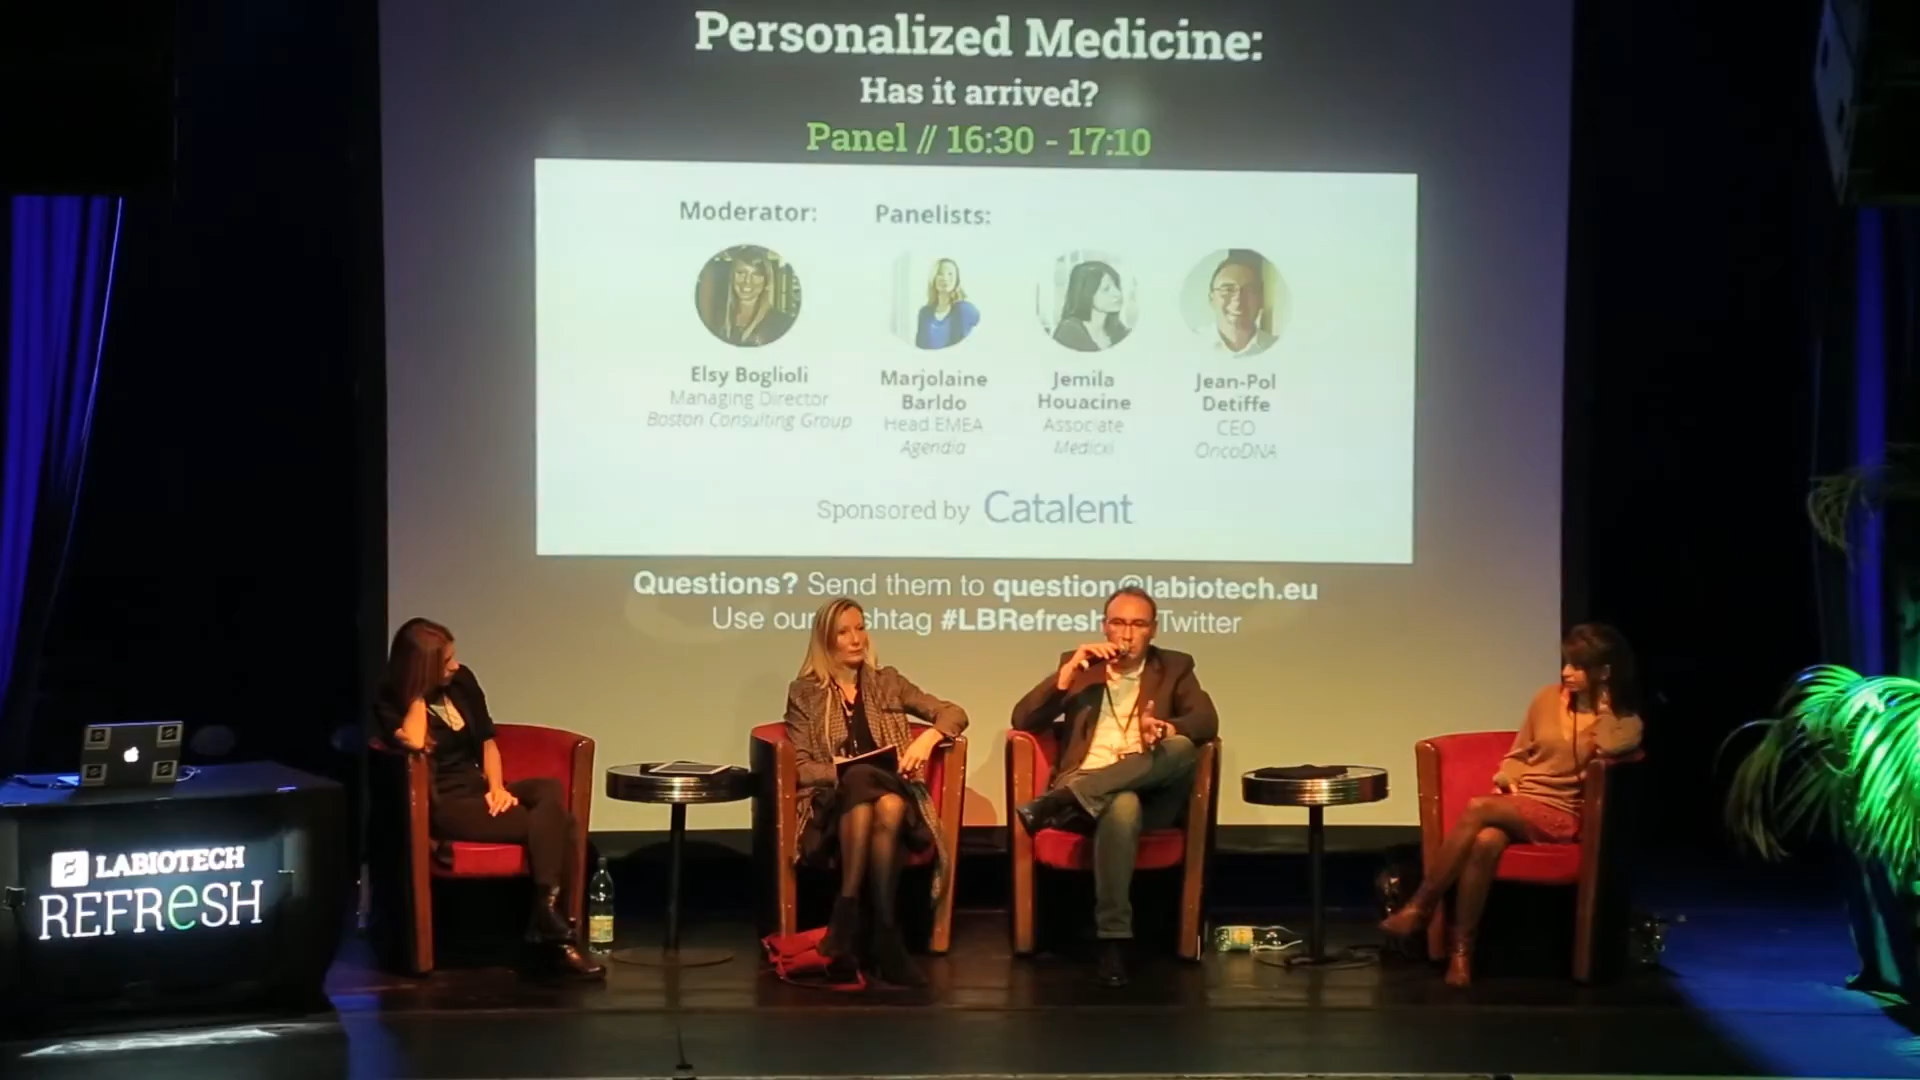 Personalized Medicine:
Has it arrived?
Panel // 16:30 - 17:10
Moderator: Panelists:
Elsy Boglioli
Managing Director
Boston Consulting Group
Marjolaine
Barldo
Head EMEA
Agendia
Jemila
Houacine
Associate
Medicxi
Jean-Pol
Detiffe
CEO
OncoDNA
Sponsored by Catalent
Questions? Send them to question@labiotech.eu
Use our #LBRefresh Twitter
LABIOTECH
REFReSH